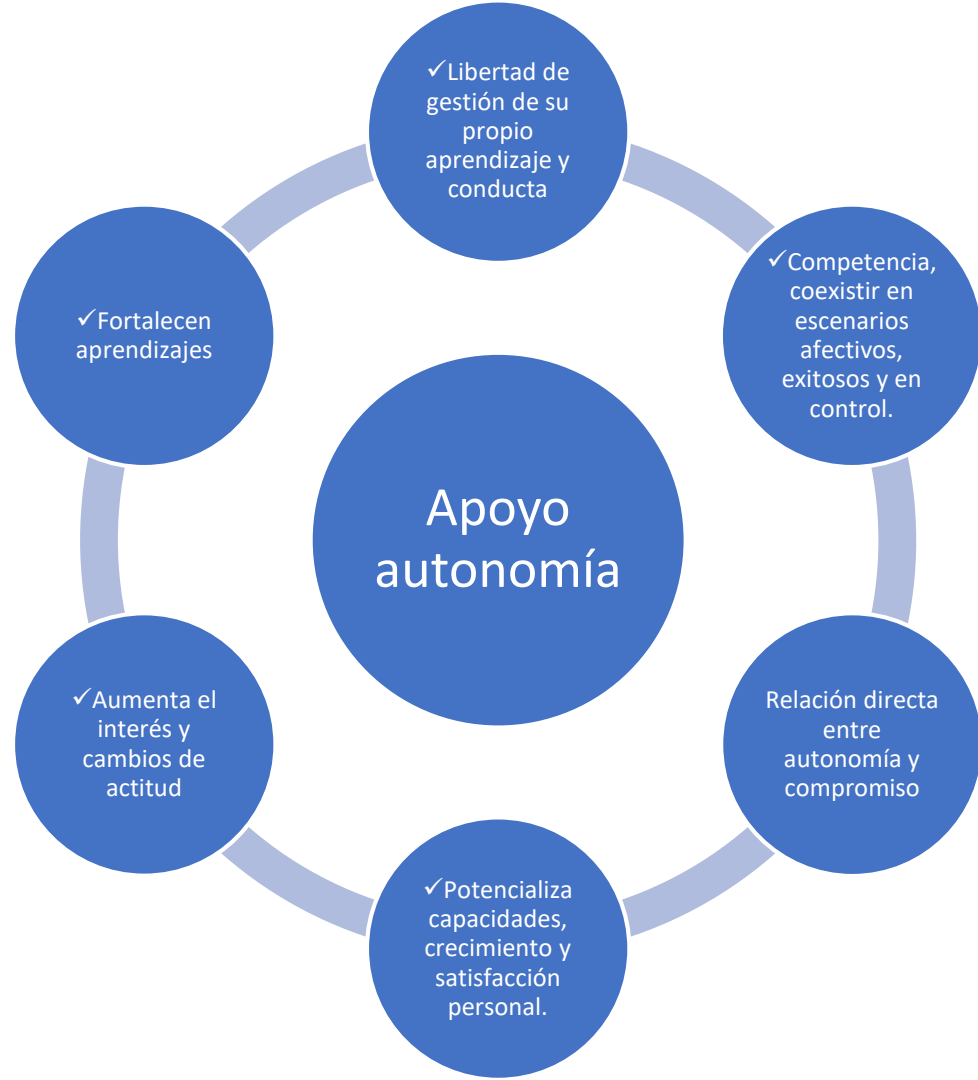 ✓Libertad de
gestión de su
propio
aprendizaje y
conducta
✓Competencia,
coexistir en
escenarios
afectivos,
exitosos y en
control.
Relación directa
entre
autonomía y
compromiso
✓Potencializa
capacidades,
crecimiento y
satisfacción
personal.
✓Aumenta el
interés y
cambios de
actitud
✓Fortalecen
aprendizajes
Apoyo
autonomía